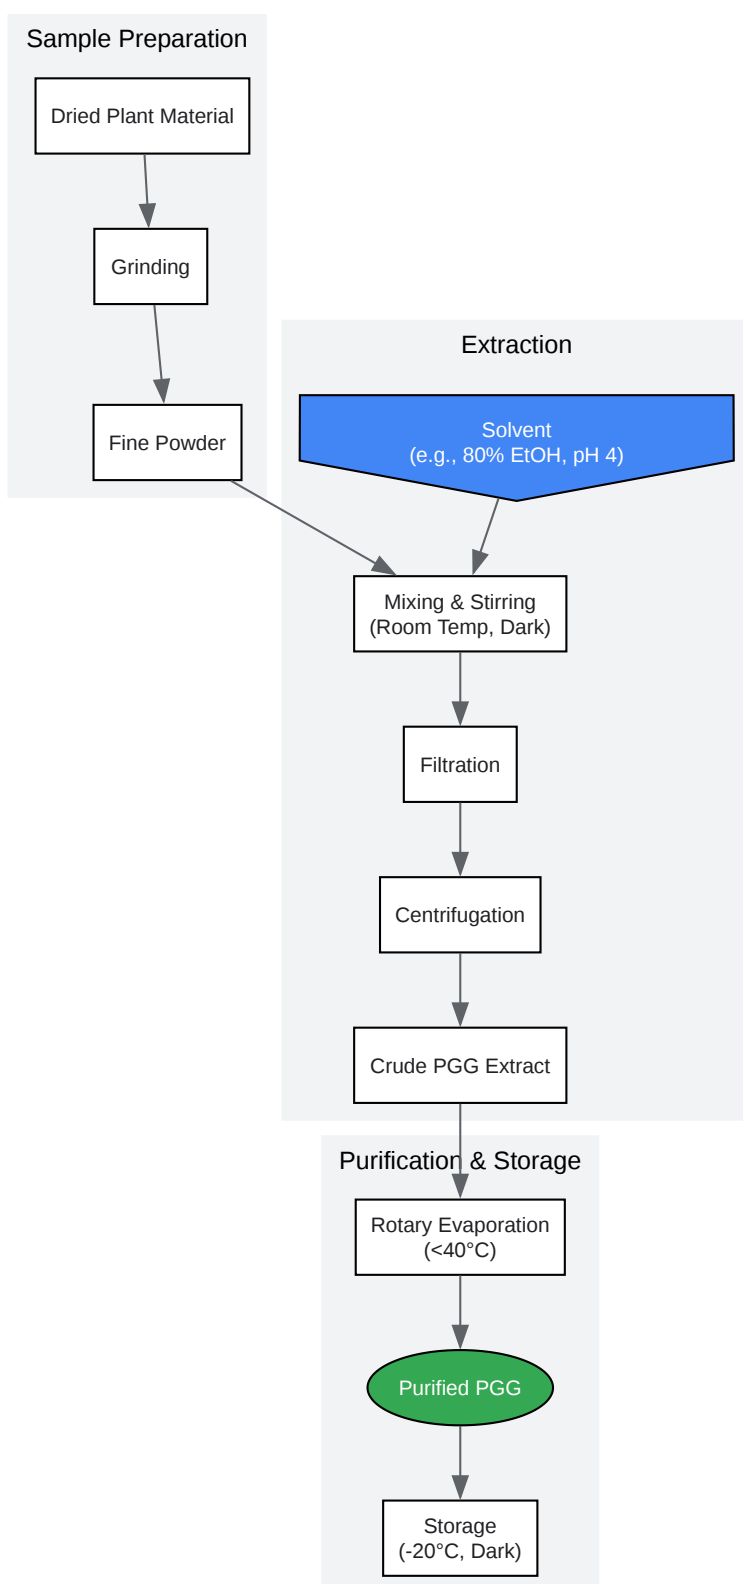 Sample Preparation
Dried Plant Material
Grinding
Fine Powder
Extraction
Solvent
(e.g., 80% EtOH, pH 4)
Mixing & Stirring
(Room Temp, Dark)
Filtration
Centrifugation
Crude PGG Extract
Purification & Storage
Rotary Evaporation
(<40°C)
Purified PGG
Storage
(-20°C, Dark)